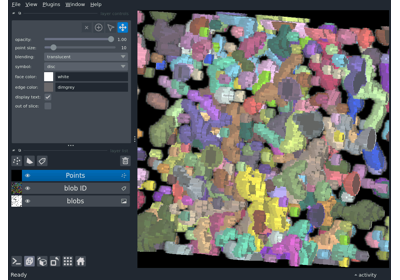 File View Plugins Window Help
opacity: 1.00
point size: 10
blending: translucent
symbol: disc
face color: white
edge color: dimgrey
display text:
out of slice:
Points
blob ID
blobs
Ready
activity